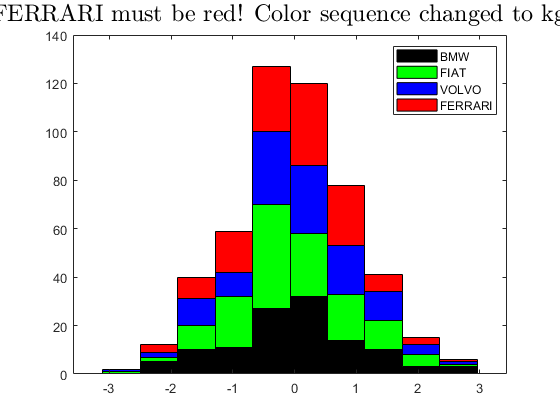 FERRARI must be red! Color sequence changed to kg
140
120
100
80
60
40
20
0
-3 -2 -1 0 1 2 3
BMW
FIAT
VOLVO
FERRARI